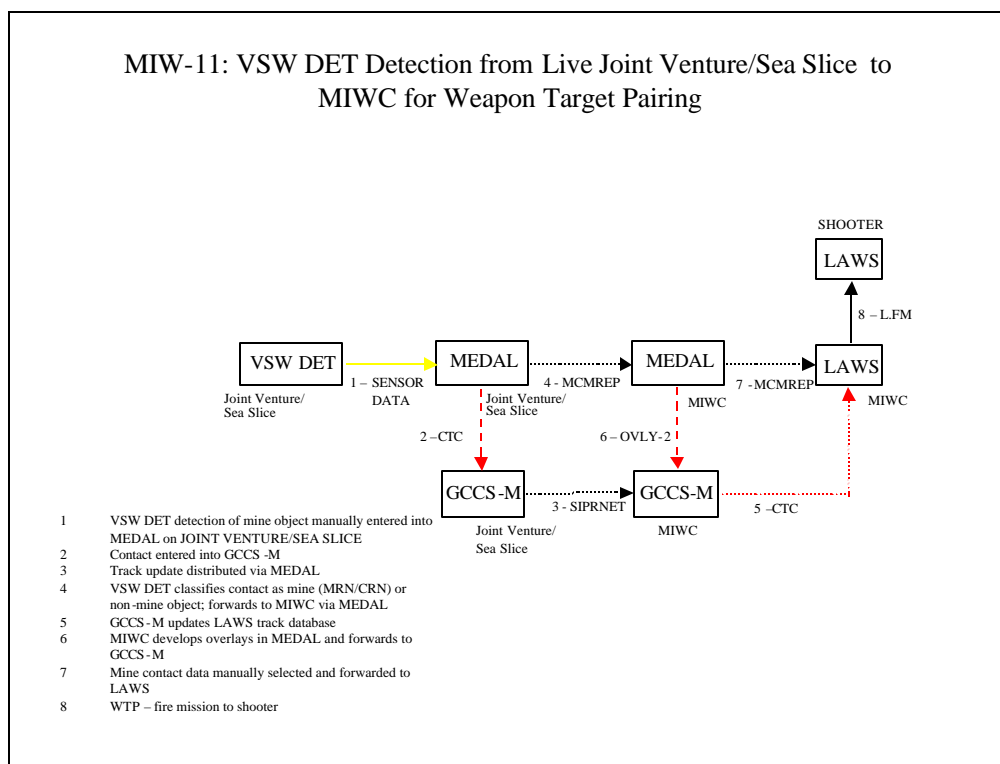 MIW-11: VSW DET Detection from Live Joint Venture/Sea Slice to
MIWC for Weapon Target Pairing
SHOOTER
LAWS
8 – L.FM
VSW DET
Joint Venture/
Sea Slice
1 – SENSOR
DATA
MEDAL
Joint Venture/
Sea Slice
4 - MCMREP
MEDAL
MIWC
7 -MCMREP
LAWS
MIWC
2 –CTC
6 – OVLY-2
GCCS -M
Joint Venture/
Sea Slice
3 - SIPRNET
GCCS-M
MIWC
5 –CTC
1 VSW DET detection of mine object manually entered into
MEDAL on JOINT VENTURE/SEA SLICE
2 Contact entered into GCCS -M
3 Track update distributed via MEDAL
4 VSW DET classifies contact as mine (MRN/CRN) or
non-mine object; forwards to MIWC via MEDAL
5 GCCS-M updates LAWS track database
6 MIWC develops overlays in MEDAL and forwards to
GCCS-M
7 Mine contact data manually selected and forwarded to
LAWS
8 WTP – fire mission to shooter